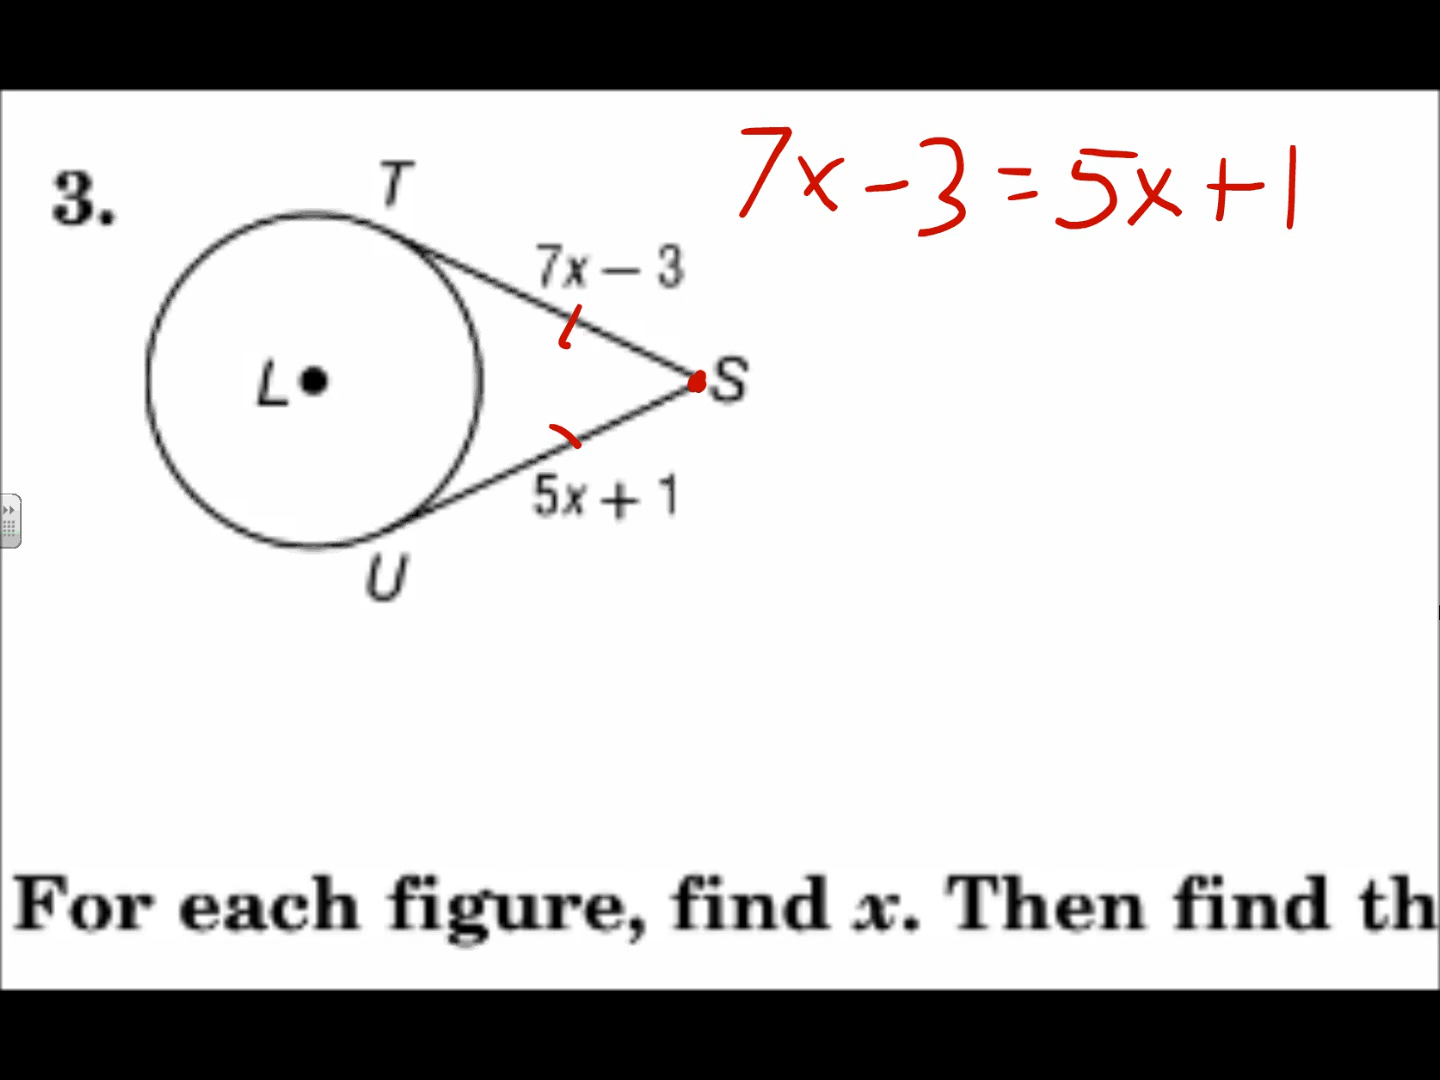 7x-3=5x+1
3.
T
7x – 3
L
S
5x + 1
U
For each figure, find x. Then find th